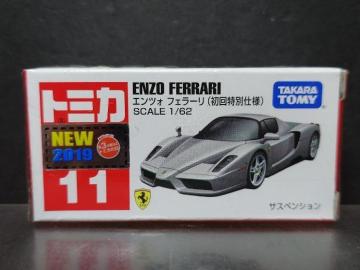 トミカ
ENZO FERRARI
エンツォ フェラーリ (初回特別仕様)
SCALE 1/62
TAKARA
TOMY
NEW
2019
11
サスペンション